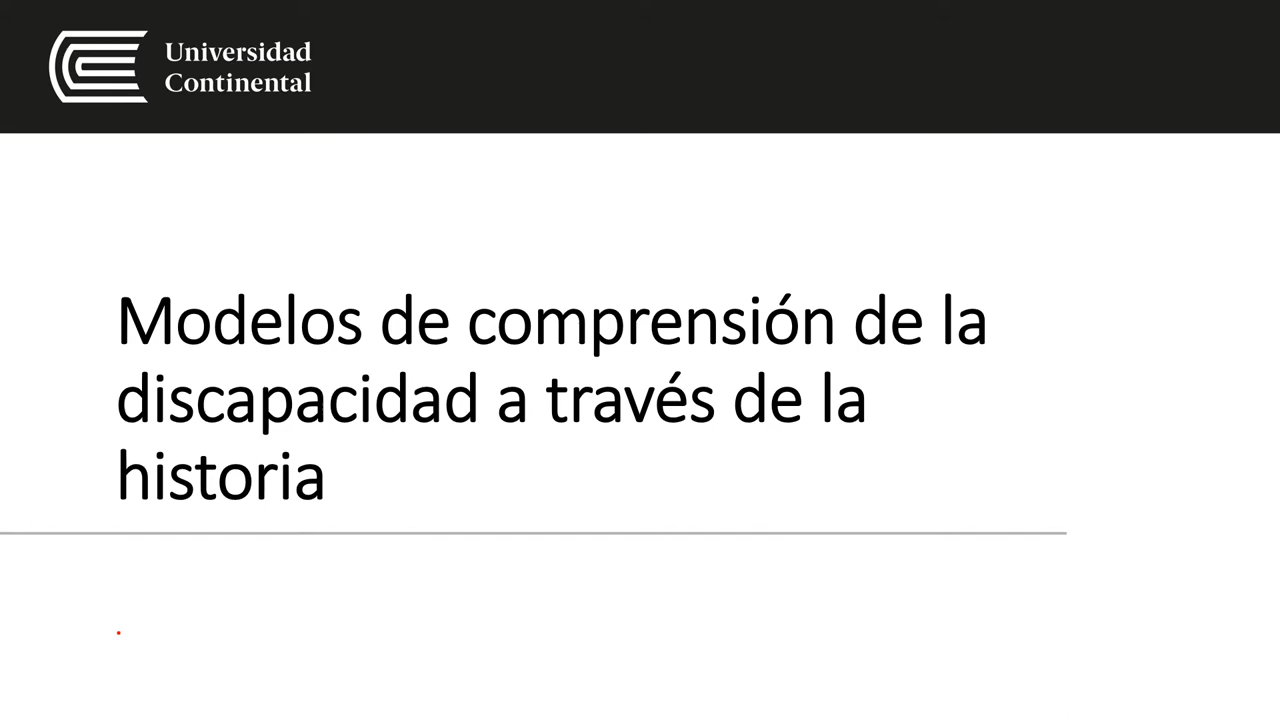 Universidad
Continental
Modelos de comprensión de la
discapacidad a través de la
historia
.